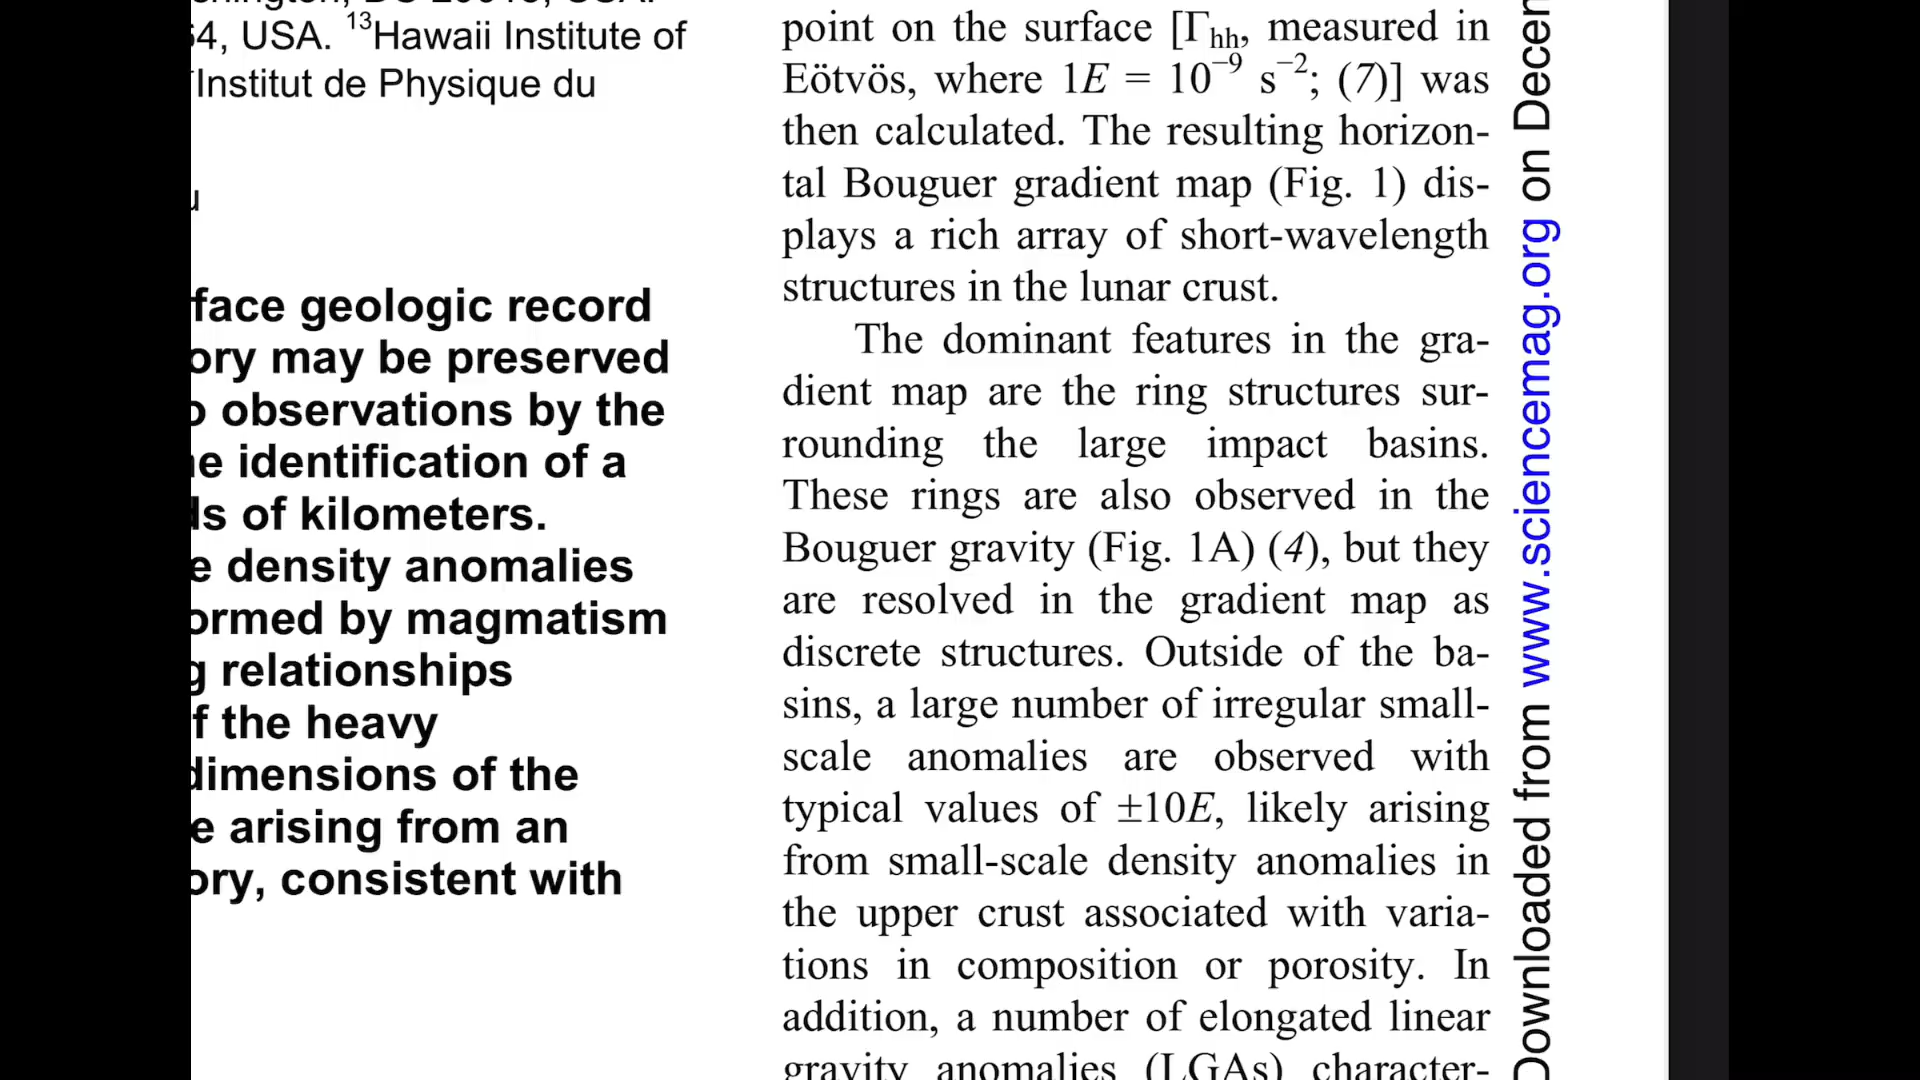 64, USA. 13Hawaii Institute of
Institut de Physique du
u
face geologic record
ory may be preserved
o observations by the
e identification of a
ds of kilometers.
e density anomalies
ormed by magmatism
g relationships
f the heavy
dimensions of the
e arising from an
ory, consistent with
point on the surface [Γhh, measured in
Eötvös, where 1E = 10−9 s−2; (7)] was
then calculated. The resulting horizon-
tal Bouguer gradient map (Fig. 1) dis-
plays a rich array of short-wavelength
structures in the lunar crust.
The dominant features in the gra-
dient map are the ring structures sur-
rounding the large impact basins.
These rings are also observed in the
Bouguer gravity (Fig. 1A) (4), but they
are resolved in the gradient map as
discrete structures. Outside of the ba-
sins, a large number of irregular small-
scale anomalies are observed with
typical values of ±10E, likely arising
from small-scale density anomalies in
the upper crust associated with varia-
tions in composition or porosity. In
addition, a number of elongated linear
gravity anomalies (LGAs) character-
Downloaded from www.sciencemag.org on Decem